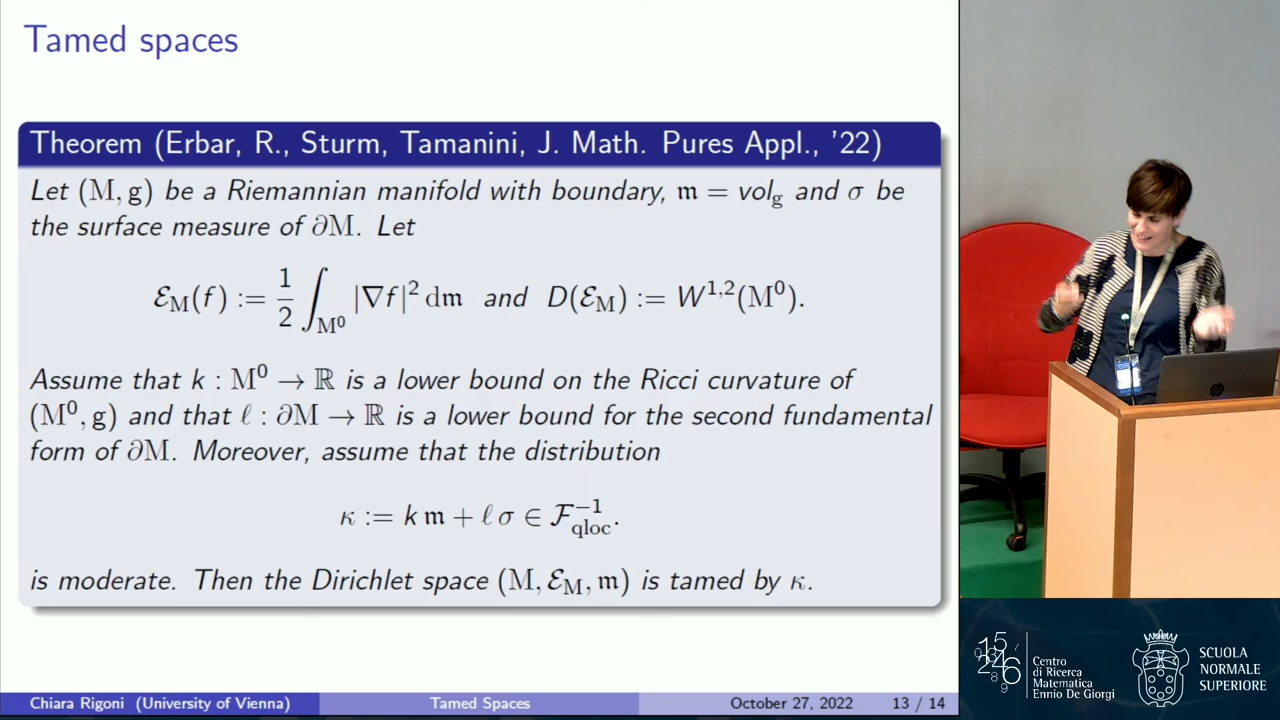 Tamed spaces
Theorem (Erbar, R., Sturm, Tamanini, J. Math. Pures Appl., '22)
Let (M, g) be a Riemannian manifold with boundary, 𝔪 = vol_g and σ be
the surface measure of ∂M. Let
ℰ_M(f) := 1/2 ∫_{M⁰} |∇f|² d𝔪 and D(ℰ_M) := W^{1,2}(M⁰).
Assume that k : M⁰ → ℝ is a lower bound on the Ricci curvature of
(M⁰, g) and that ℓ : ∂M → ℝ is a lower bound for the second fundamental
form of ∂M. Moreover, assume that the distribution
κ := k 𝔪 + ℓ σ ∈ ℱ^{-1}_{qloc}.
is moderate. Then the Dirichlet space (M, ℰ_M, 𝔪) is tamed by κ.
Chiara Rigoni (University of Vienna)
Tamed Spaces
October 27, 2022
13 / 14
Centro
di Ricerca
Matematica
Ennio De Giorgi
SCUOLA
NORMALE
SUPERIORE